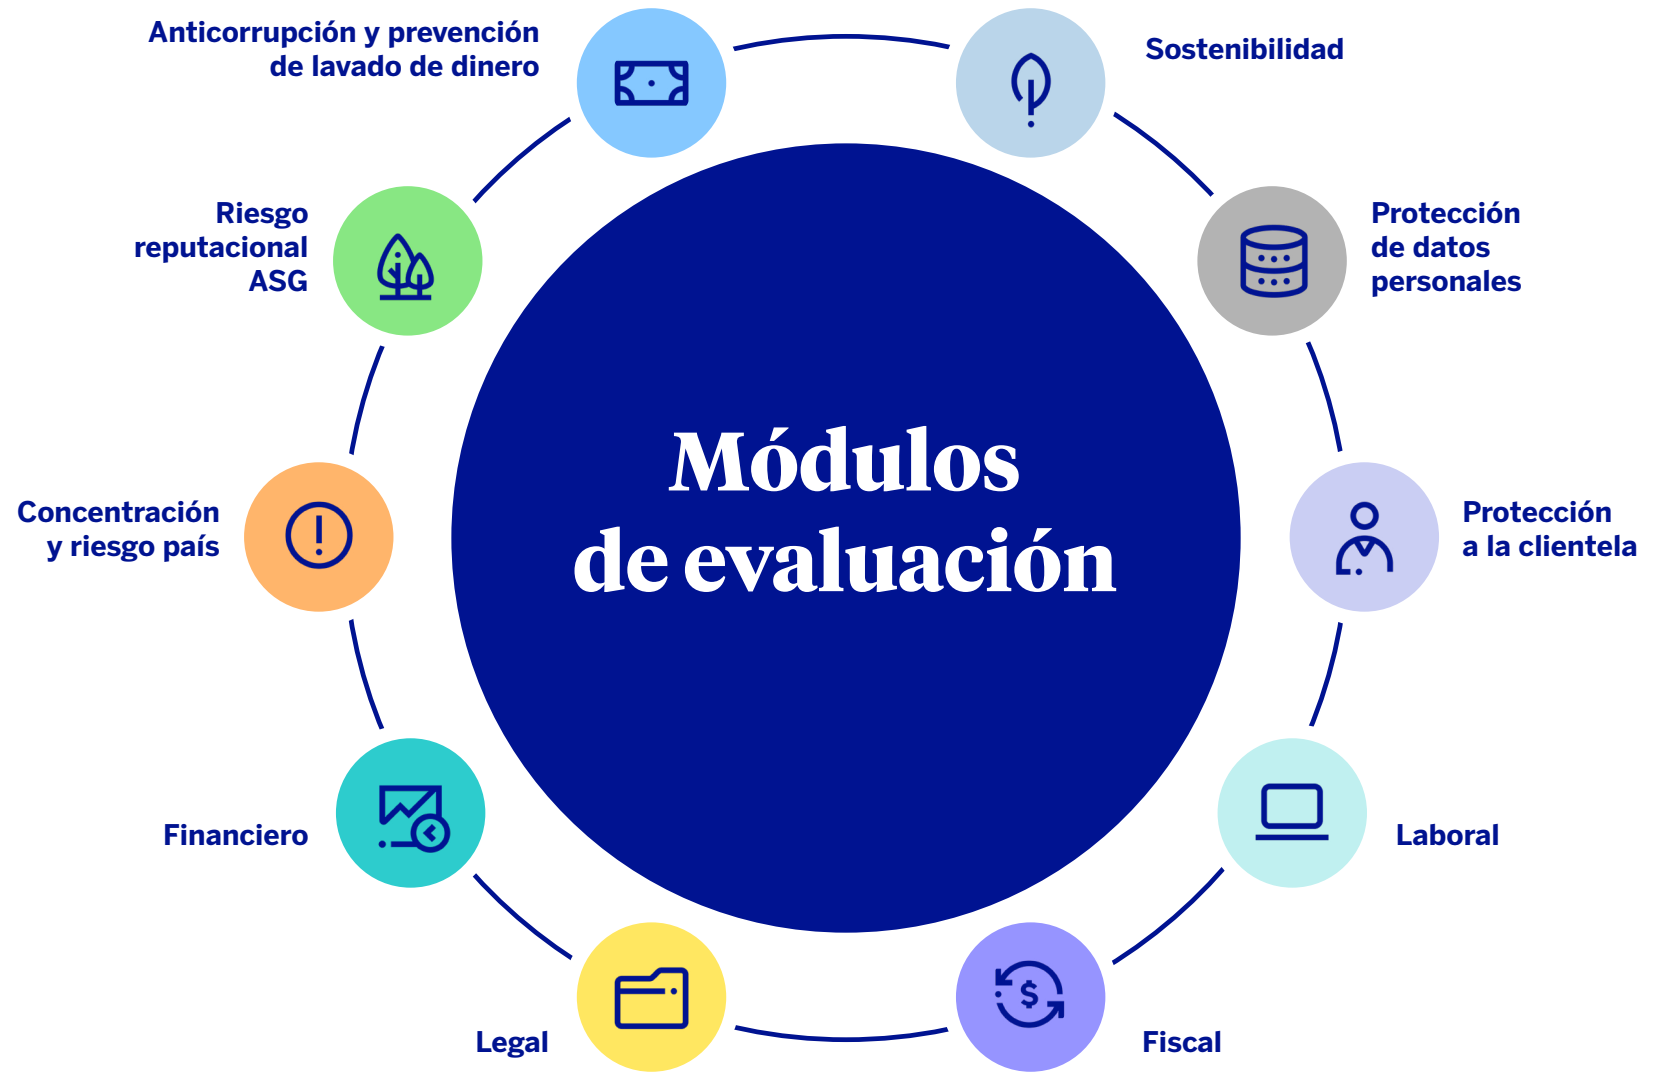 Anticorrupción y prevención
de lavado de dinero
Sostenibilidad
Riesgo
reputacional
ASG
Protección
de datos
personales
Módulos
de evaluación
Concentración
y riesgo país
Protección
a la clientela
Financiero
Laboral
Legal
$
Fiscal